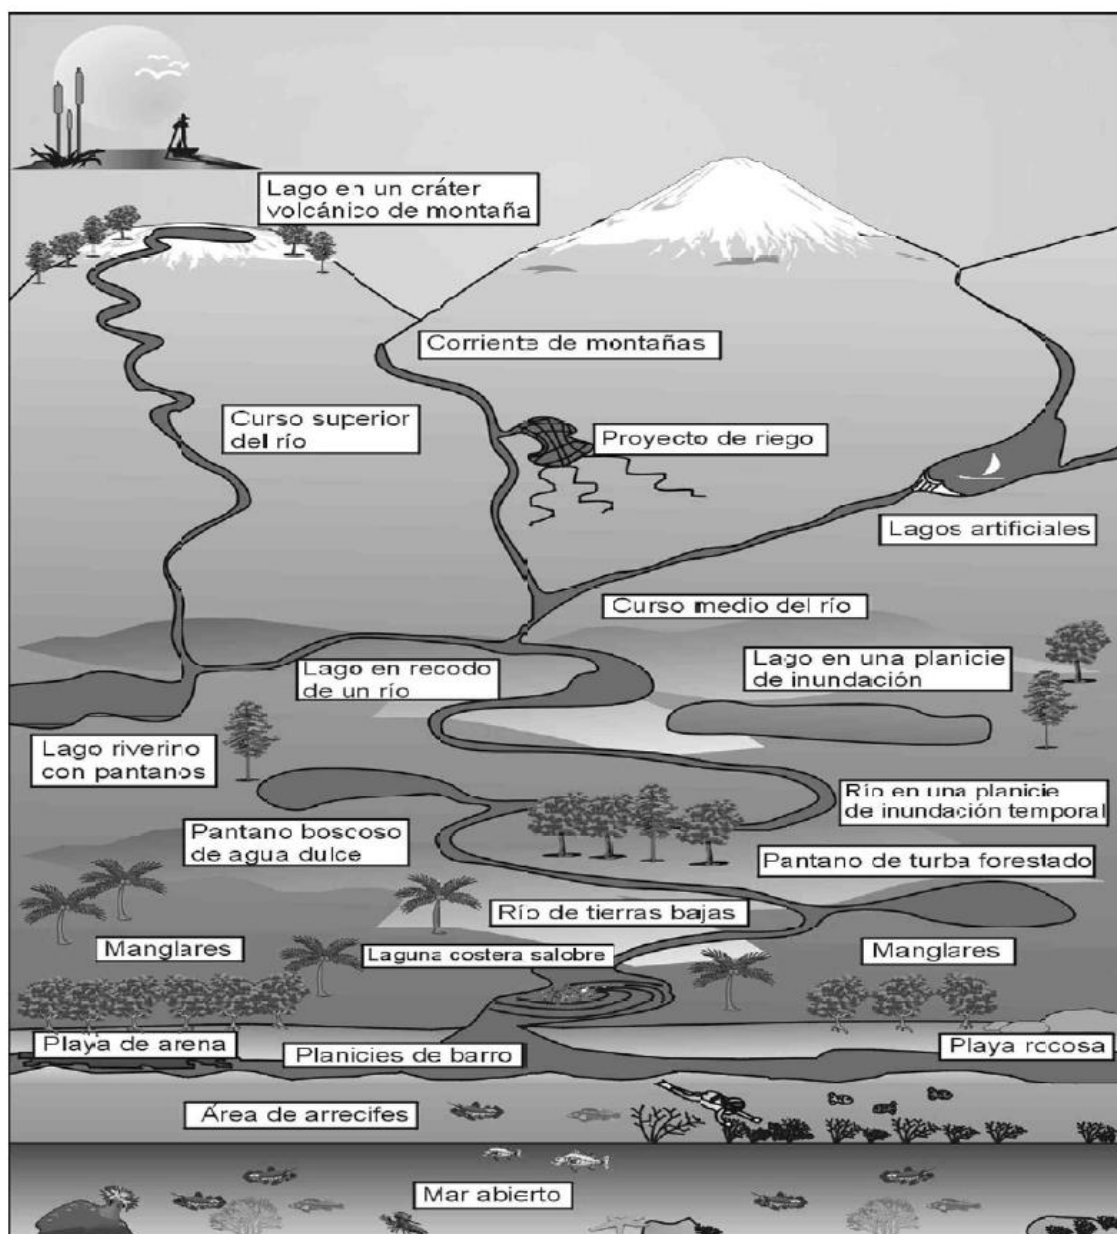 Lago en un cráter
volcánico de montaña
Corriente de montañas
Curso superior
del río
Proyecto de riego
Lagos artificiales
Curso medio del río
Lago en recodo
de un río
Lago en una planicie
de inundación
Lago riverino
con pantanos
Río en una planicie
de inundación temporal
Pantano boscoso
de agua dulce
Pantano de turba forestado
Río de tierras bajas
Manglares
Laguna costera salobre
Manglares
Playa de arena
Planicies de barro
Playa rocosa
Área de arrecifes
Mar abierto